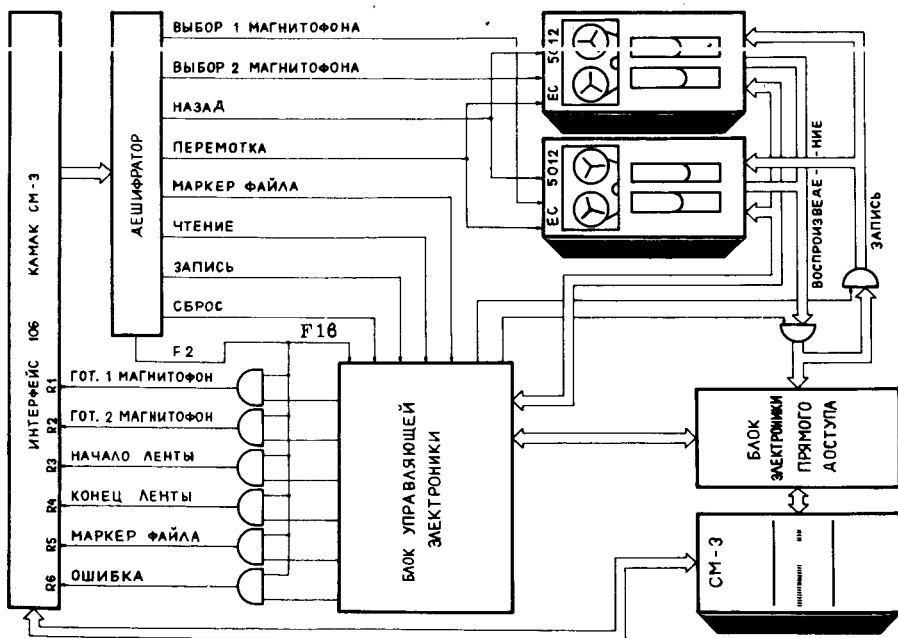 ИНТЕРФЕЙС 106 КАМАК СМ-3
ДЕШИФРАТОР
ВЫБОР 1 МАГНИТОФОНА
ВЫБОР 2 МАГНИТОФОНА
НАЗАД
ПЕРЕМОТКА
МАРКЕР ФАЙЛА
ЧТЕНИЕ
ЗАПИСЬ
СБРОС
F2
F16
R1 ГОТ. 1 МАГНИТОФОН
R2 ГОТ. 2 МАГНИТОФОН
R3 НАЧАЛО ЛЕНТЫ
R4 КОНЕЦ ЛЕНТЫ
R5 МАРКЕР ФАЙЛА
R6 ОШИБКА
БЛОК УПРАВЛЯЮЩЕЙ
ЭЛЕКТРОНИКИ
ЕС 5012
ЕС 5012
ВОСПРОИЗВЕДЕ-НИЕ
ЗАПИСЬ
БЛОК
ЭЛЕКТРОНИКИ
ПРЯМОГО
ДОСТУПА
СМ-3